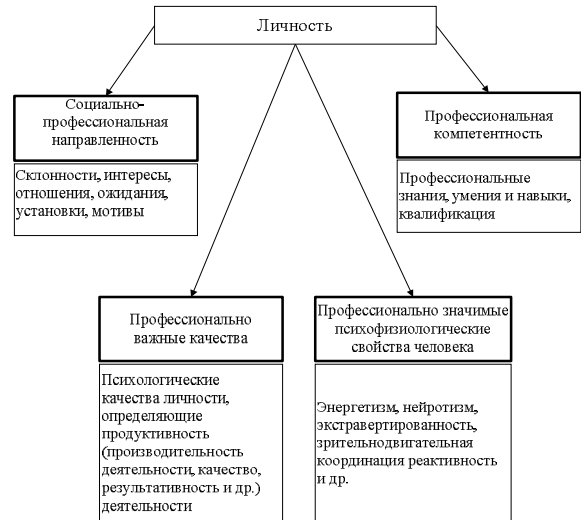 Личность
Социально-
профессиональная
направленность
Склонности, интересы,
отношения, ожидания,
установки, мотивы
Профессиональная
компетентность
Профессиональные
знания, умения и навыки,
квалификация
Профессионально
важные качества
Психологические
качества личности,
определяющие
продуктивность
(производительность
деятельности, качество,
результативность и др.)
деятельности
Профессионально значимые
психофизиологические
свойства человека
Энергетизм, нейротизм,
экстравертированность,
зрительнодвигательная
координация реактивность
и др.